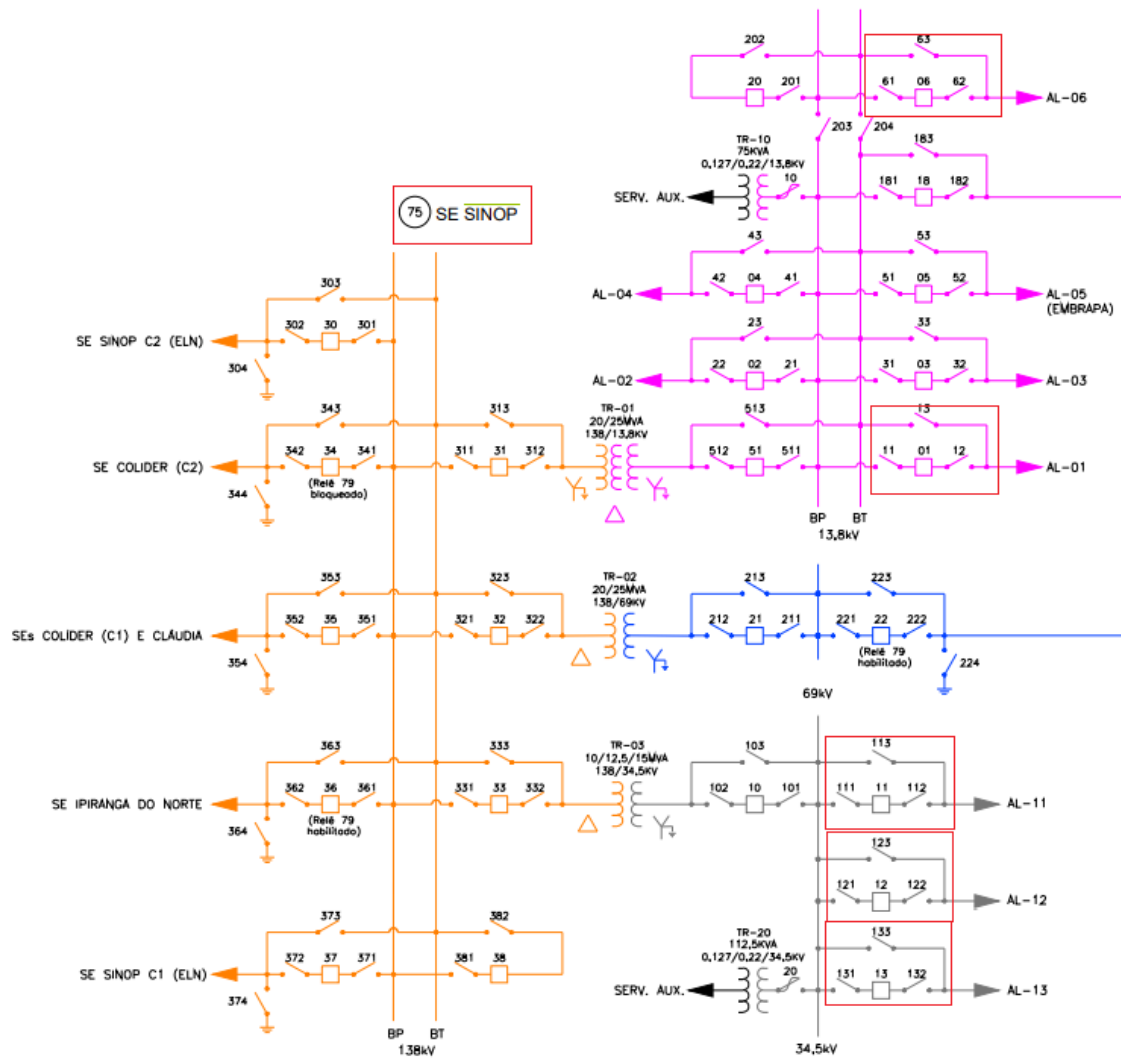 202
63
20 201
61 06 62
AL-06
203 204
TR-10
75KVA
0,127/0,22/13,8KV
10
183
181 18 182
SERV. AUX.
75 SE SINOP
43 53
42 04 41 51 05 52
AL-04
AL-05
(EMBRAPA)
303
302 30 301
SE SINOP C2 (ELN)
304
23 33
22 02 21 31 03 32
AL-02
AL-03
TR-01
20/25MVA
138/13,8KV
343 313
513 13
342 34 341 311 31 312
512 51 511 11 01 12
SE COLIDER (C2)
(Relé 79
bloqueado)
AL-01
344
BP BT
13,8kV
TR-02
20/25MVA
138/69KV
353 323
213 223
352 35 351 321 32 322
212 21 211 221 22 222
SEs COLÍDER (C1) E CLÁUDIA
(Relé 79
habilitado)
354
224
69kV
TR-03
10/12,5/15MVA
138/34,5KV
363 333
103 113
362 36 361 331 33 332
102 10 101 111 11 112
SE IPIRANGA DO NORTE
(Relé 79
habilitado)
AL-11
364
123
121 12 122
AL-12
373 382
372 37 371 381 38
SE SINOP C1 (ELN)
374
TR-20
112,5KVA
0,127/0,22/34,5KV
20
133
131 13 132
SERV. AUX.
AL-13
BP BT
138kV
34,5kV